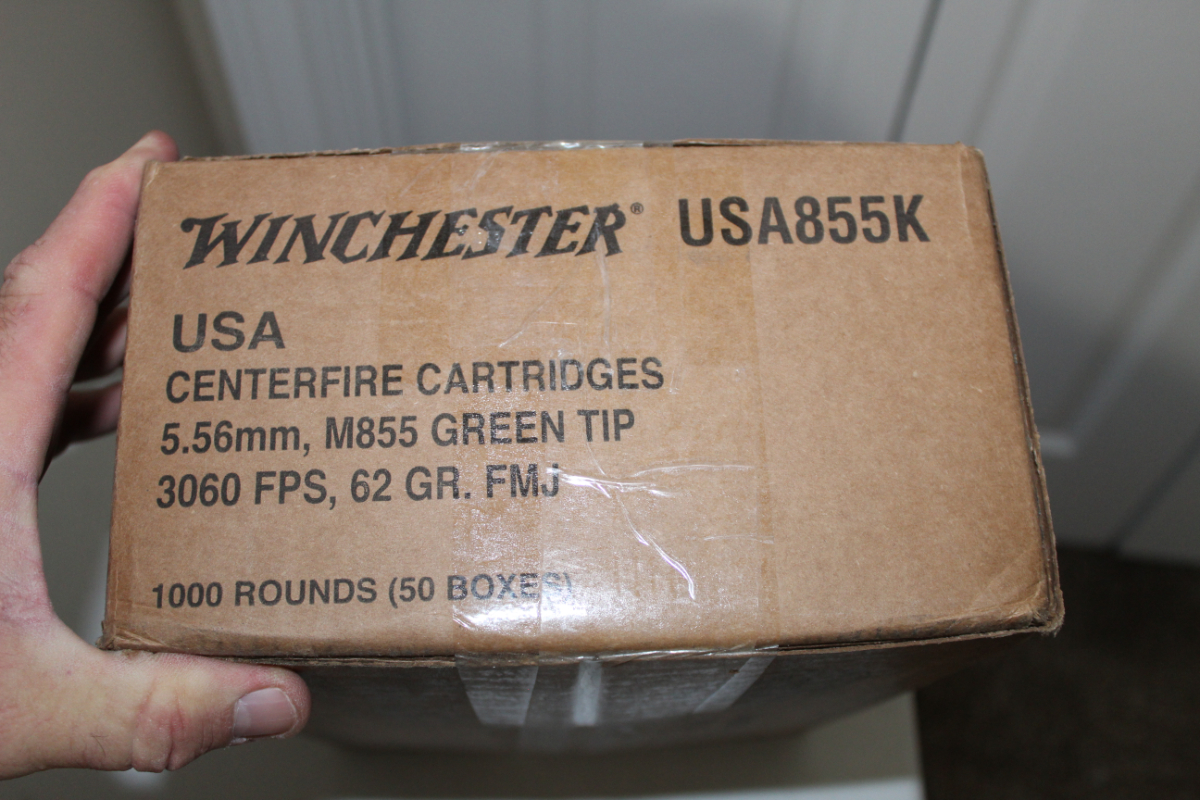 WINCHESTER® USA855K
USA
CENTERFIRE CARTRIDGES
5.56mm, M855 GREEN TIP
3060 FPS, 62 GR. FMJ
1000 ROUNDS (50 BOXES)